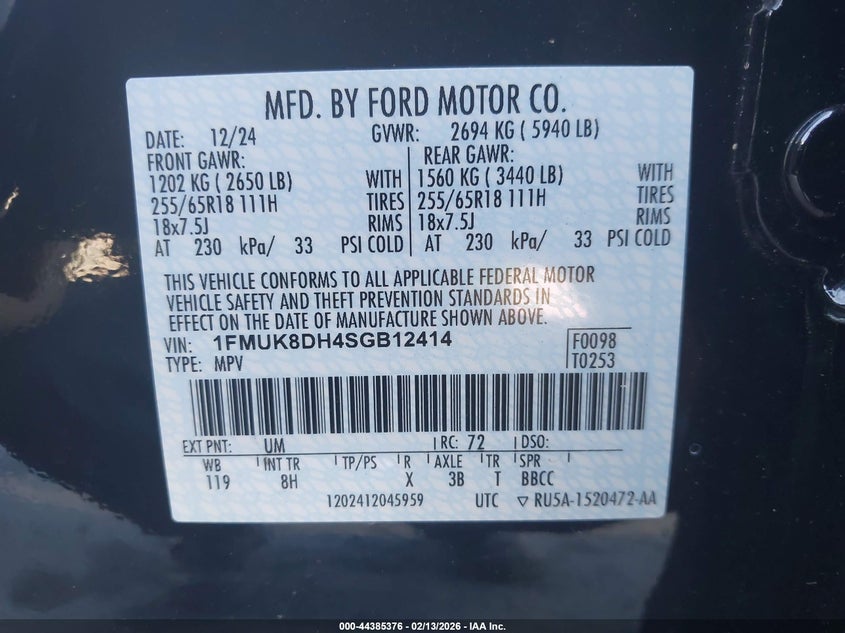 MFD. BY FORD MOTOR CO.
DATE: 12/24 GVWR: 2694 KG ( 5940 LB)
FRONT GAWR: REAR GAWR:
1202 KG ( 2650 LB) WITH 1560 KG ( 3440 LB) WITH
255/65R18 111H TIRES 255/65R18 111H TIRES
18x7.5J RIMS 18x7.5J RIMS
AT 230 kPa/ 33 PSI COLD AT 230 kPa/ 33 PSI COLD
THIS VEHICLE CONFORMS TO ALL APPLICABLE FEDERAL MOTOR
VEHICLE SAFETY AND THEFT PREVENTION STANDARDS IN
EFFECT ON THE DATE OF MANUFACTURE SHOWN ABOVE.
VIN: 1FMUK8DH4SGB12414 F0098
TYPE: MPV T0253
EXT PNT: UM RC: 72 DSO:
WB INT TR TP/PS R AXLE TR SPR
119 8H X 3B T BBCC
1202412045959 UTC ▽ RU5A-1520472-AA
000-44385376 - 02/13/2026 - IAA Inc.